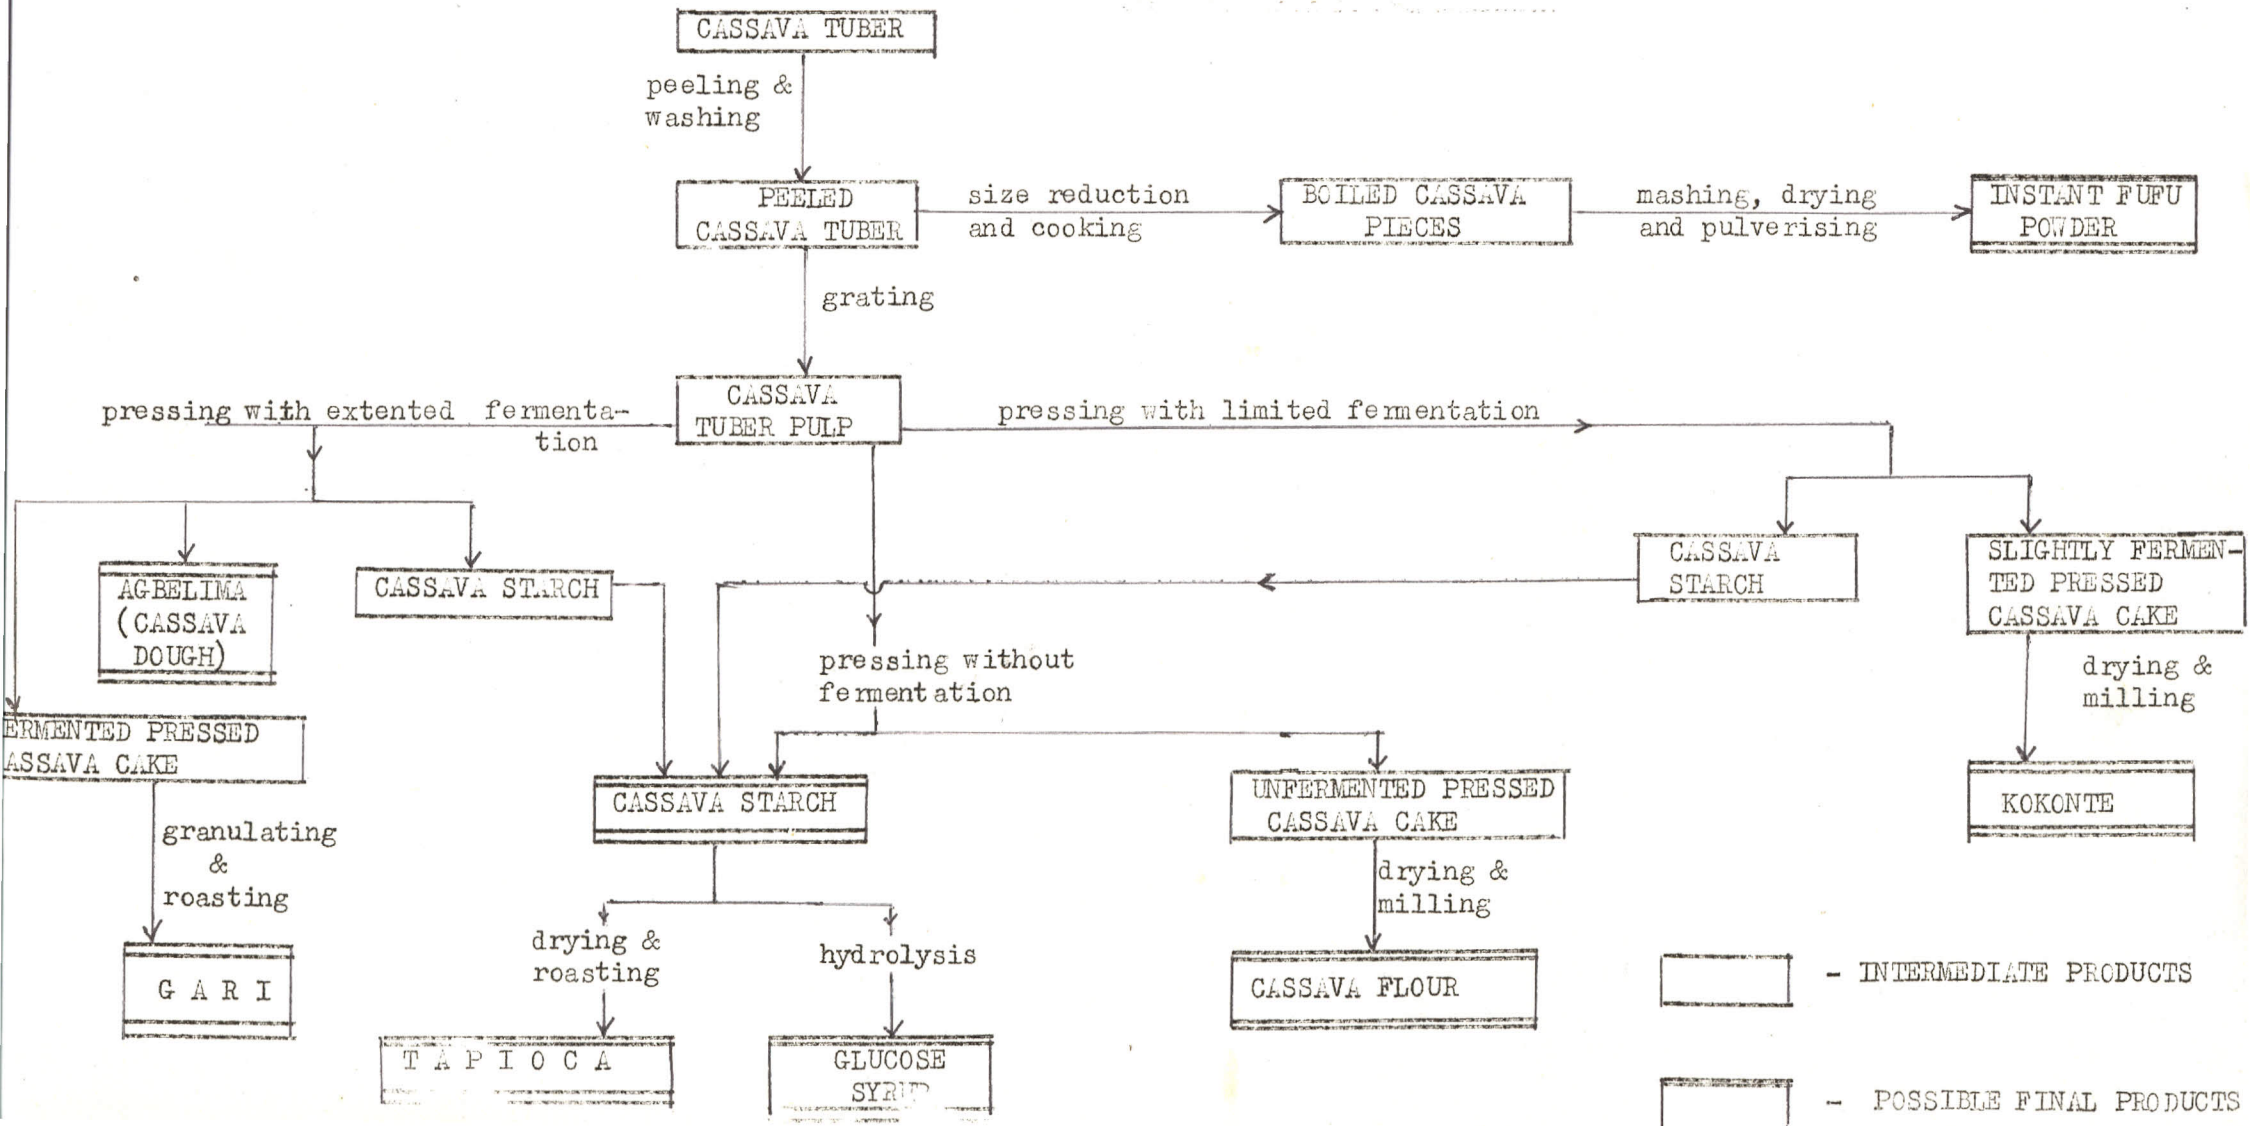 CASSAVA TUBER
peeling &
washing
PEELED
CASSAVA TUBER
size reduction
and cooking
BOILED CASSAVA
PIECES
mashing, drying
and pulverising
INSTANT FUFU
POWDER
grating
CASSAVA
TUBER PULP
pressing with extented fermenta-
tion
pressing with limited fermentation
AGBELIMA
(CASSAVA
DOUGH)
CASSAVA STARCH
CASSAVA
STARCH
SLIGHTLY FERMEN-
TED PRESSED
CASSAVA CAKE
pressing without
fermentation
drying &
milling
ERMENTED PRESSED
ASSAVA CAKE
CASSAVA STARCH
UNFERMENTED PRESSED
CASSAVA CAKE
KOKONTE
granulating
&
roasting
drying &
milling
drying &
roasting
hydrolysis
G A R I
CASSAVA FLOUR
- INTERMEDIATE PRODUCTS
T A P I O C A
GLUCOSE
SYRUP
- POSSIBLE FINAL PRODUCTS